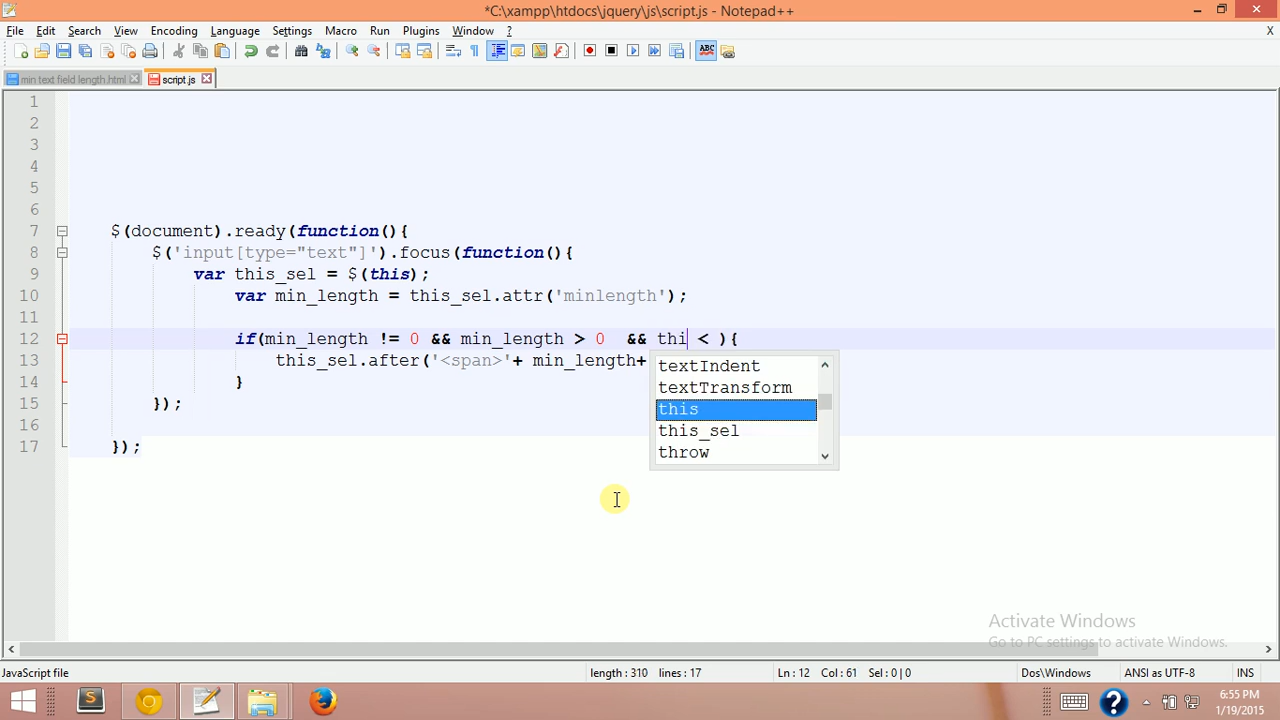 *C:\xampp\htdocs\jquery\js\script.js - Notepad++
File Edit Search View Encoding Language Settings Macro Run Plugins Window ? X
min text field length.html script.js
1
2
3
4
5
6
7 $(document).ready(function(){
8 $('input[type="text"]').focus(function(){
9 var this_sel = $(this);
10 var min_length = this_sel.attr('minlength');
11
12 if(min_length != 0 && min_length > 0  && thi < ){
13 this_sel.after('<span>'+ min_length+
14 }
15 });
16
17 });
textIndent
textTransform
this
this_sel
throw
Activate Windows
Go to PC settings to activate Windows.
JavaScript file length : 310 lines : 17 Ln : 12 Col : 61 Sel : 0 | 0 Dos\Windows ANSI as UTF-8 INS
6:55 PM
1/19/2015